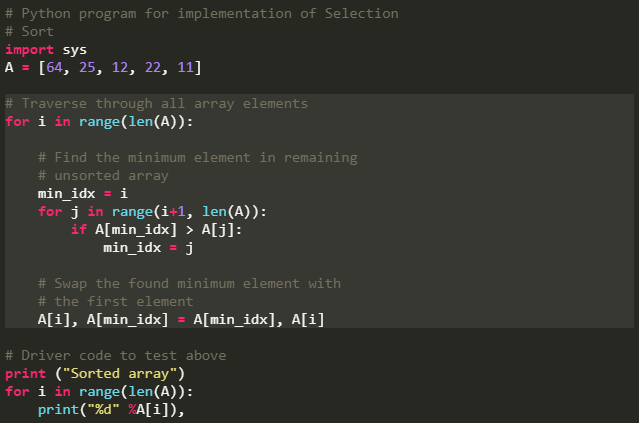 # Python program for implementation of Selection
# Sort
import sys
A = [64, 25, 12, 22, 11]
# Traverse through all array elements
for i in range(len(A)):
    # Find the minimum element in remaining
    # unsorted array
    min_idx = i
    for j in range(i+1, len(A)):
        if A[min_idx] > A[j]:
            min_idx = j
    # Swap the found minimum element with
    # the first element
    A[i], A[min_idx] = A[min_idx], A[i]
# Driver code to test above
print ("Sorted array")
for i in range(len(A)):
    print("%d" %A[i]),